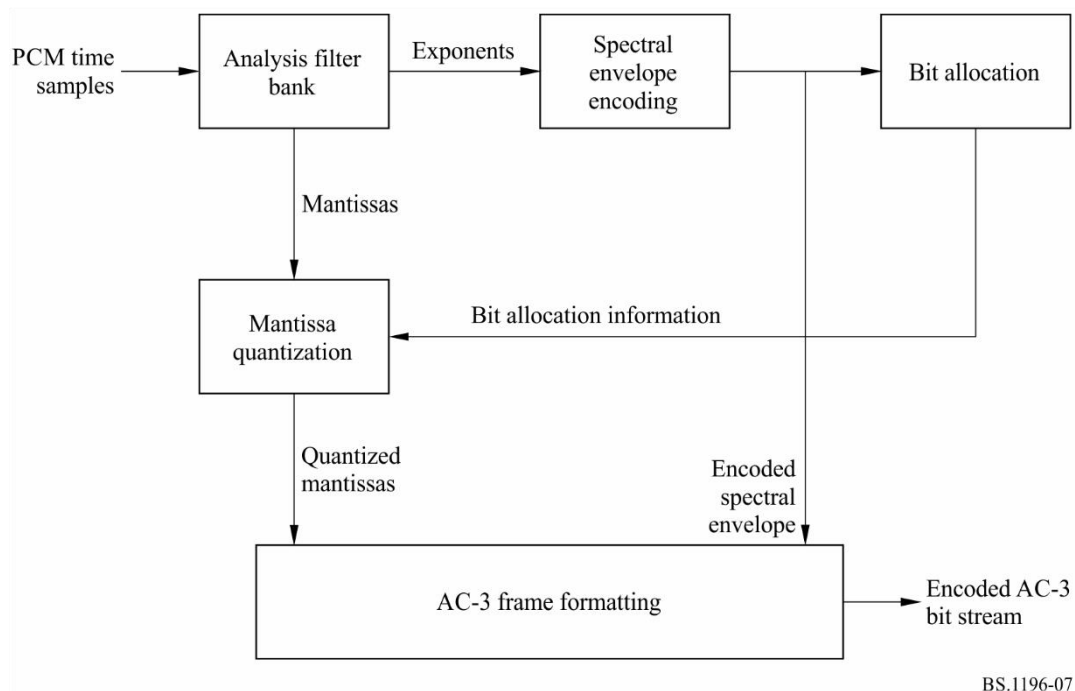 PCM time
samples
Analysis filter
bank
Exponents
Spectral
envelope
encoding
Bit allocation
Mantissas
Mantissa
quantization
Bit allocation information
Quantized
mantissas
Encoded
spectral
envelope
AC-3 frame formatting
Encoded AC-3
bit stream
BS.1196-07